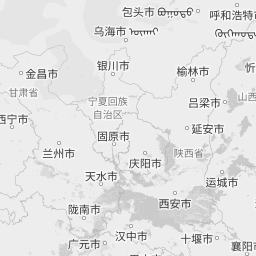 包头市
呼和浩特市
乌海市
银川市
榆林市
忻
金昌市
甘肃省
宁夏回族
自治区
吕梁市
山西
西宁市
固原市
延安市
兰州市
庆阳市
陕西省
天水市
运城市
西安市
陇南市
汉中市
十堰市
广元市
襄阳市